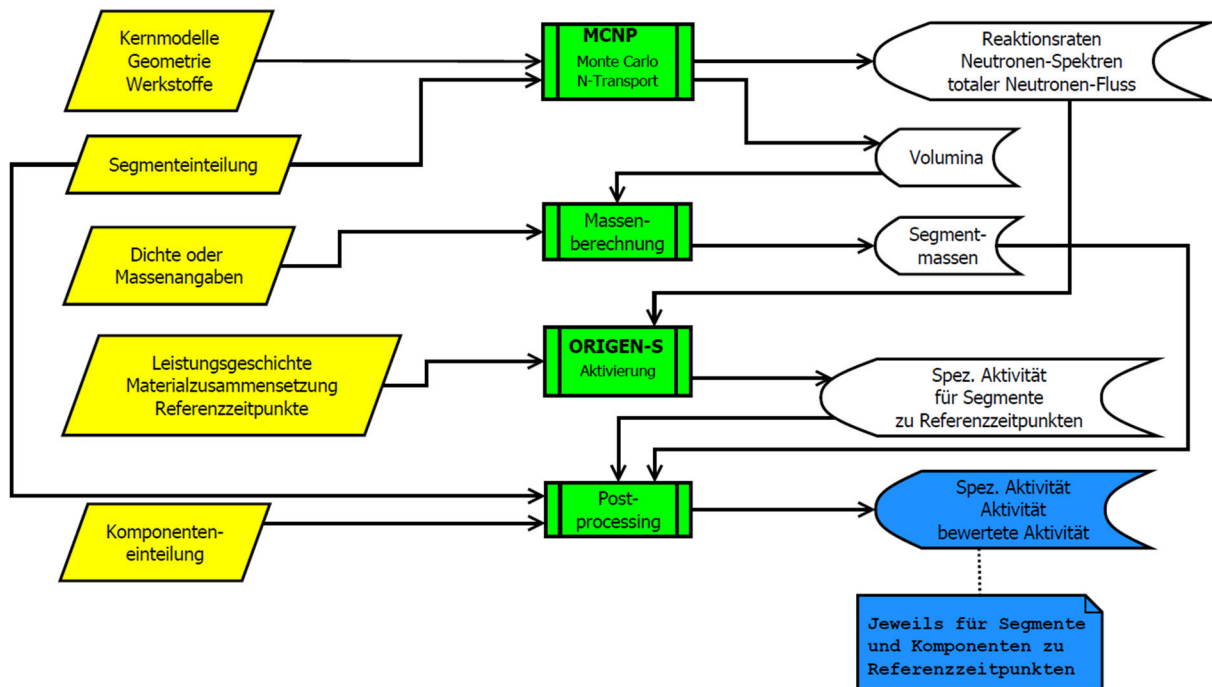 Kernmodelle
Geometrie
Werkstoffe
MCNP
Monte Carlo
N-Transport
Reaktionsraten
Neutronen-Spektren
totaler Neutronen-Fluss
Segmenteinteilung
Volumina
Dichte oder
Massenangaben
Massen-
berechnung
Segment-
massen
Leistungsgeschichte
Materialzusammensetzung
Referenzzeitpunkte
ORIGEN-S
Aktivierung
Spez. Aktivität
für Segmente
zu Referenzzeitpunkten
Komponenten-
einteilung
Post-
processing
Spez. Aktivität
Aktivität
bewertete Aktivität
Jeweils für Segmente
und Komponenten zu
Referenzzeitpunkten